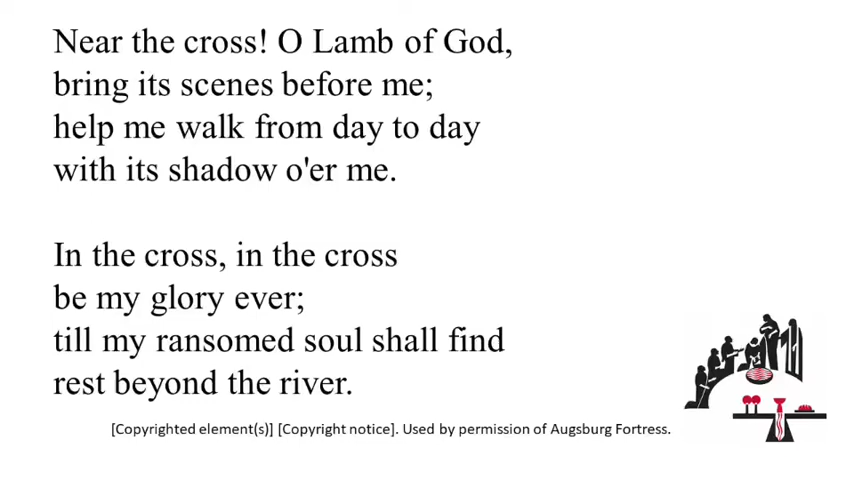 Near the cross! O Lamb of God,
bring its scenes before me;
help me walk from day to day
with its shadow o'er me.
In the cross, in the cross
be my glory ever;
till my ransomed soul shall find
rest beyond the river.
[Copyrighted element(s)] [Copyright notice]. Used by permission of Augsburg Fortress.